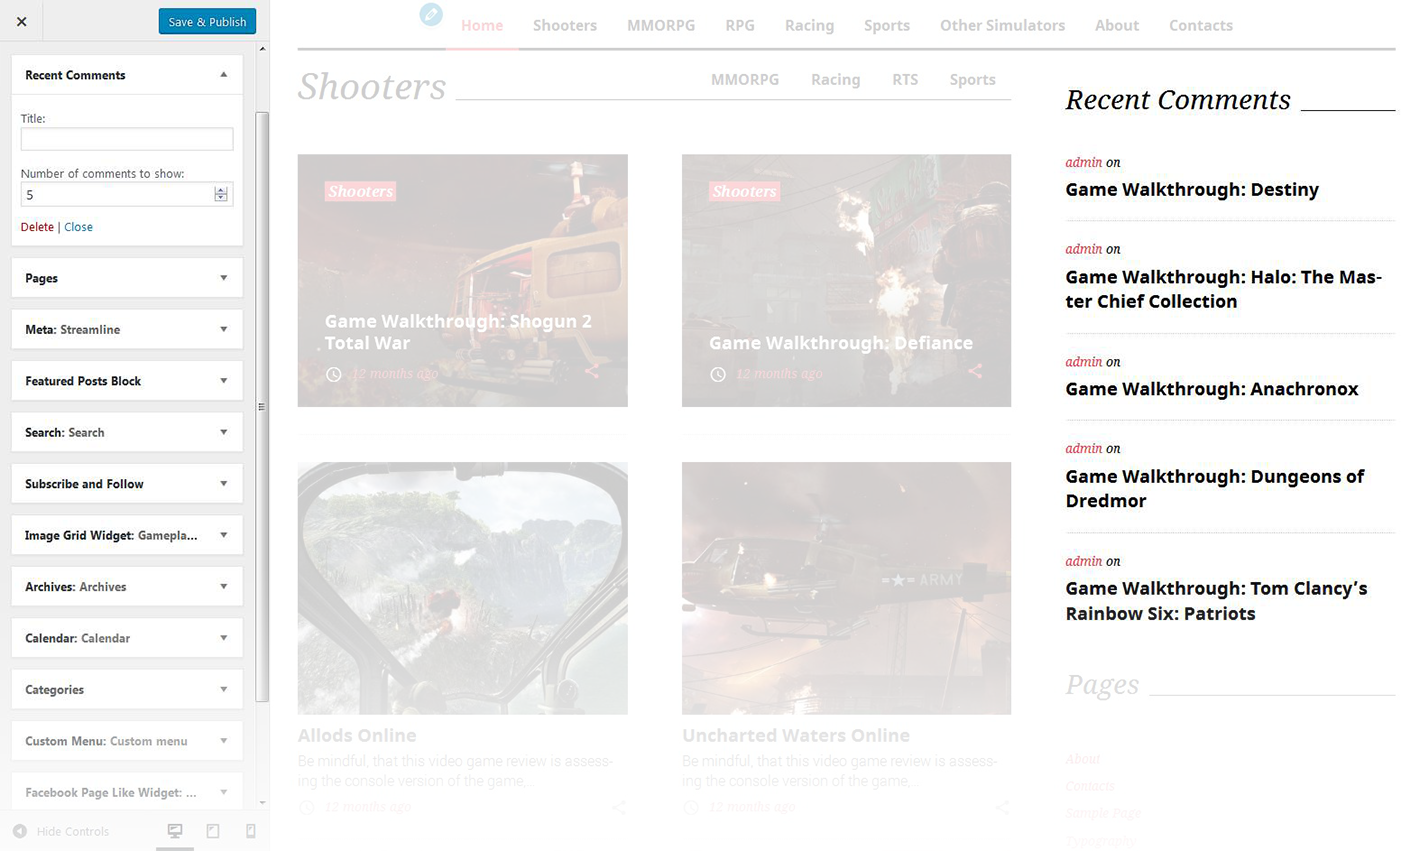 Save & Publish
Recent Comments
Title:
Number of comments to show:
5
Delete | Close
Pages
Meta: Streamline
Featured Posts Block
Search: Search
Subscribe and Follow
Image Grid Widget: Gamepla...
Archives: Archives
Calendar: Calendar
Categories
Custom Menu: Custom menu
Facebook Page Like Widget: ...
Hide Controls
Home Shooters MMORPG RPG Racing Sports Other Simulators About Contacts
Shooters
MMORPG Racing RTS Sports
Shooters
Game Walkthrough: Shogun 2
Total War
12 months ago
Shooters
Game Walkthrough: Defiance
12 months ago
ARMY
Allods Online
Be mindful, that this video game review is assess-
ing the console version of the game,...
12 months ago
Uncharted Waters Online
Be mindful, that this video game review is assess-
ing the console version of the game,...
12 months ago
Recent Comments
admin on
Game Walkthrough: Destiny
admin on
Game Walkthrough: Halo: The Mas-
ter Chief Collection
admin on
Game Walkthrough: Anachronox
admin on
Game Walkthrough: Dungeons of
Dredmor
admin on
Game Walkthrough: Tom Clancy’s
Rainbow Six: Patriots
Pages
About
Contacts
Sample Page
Typography